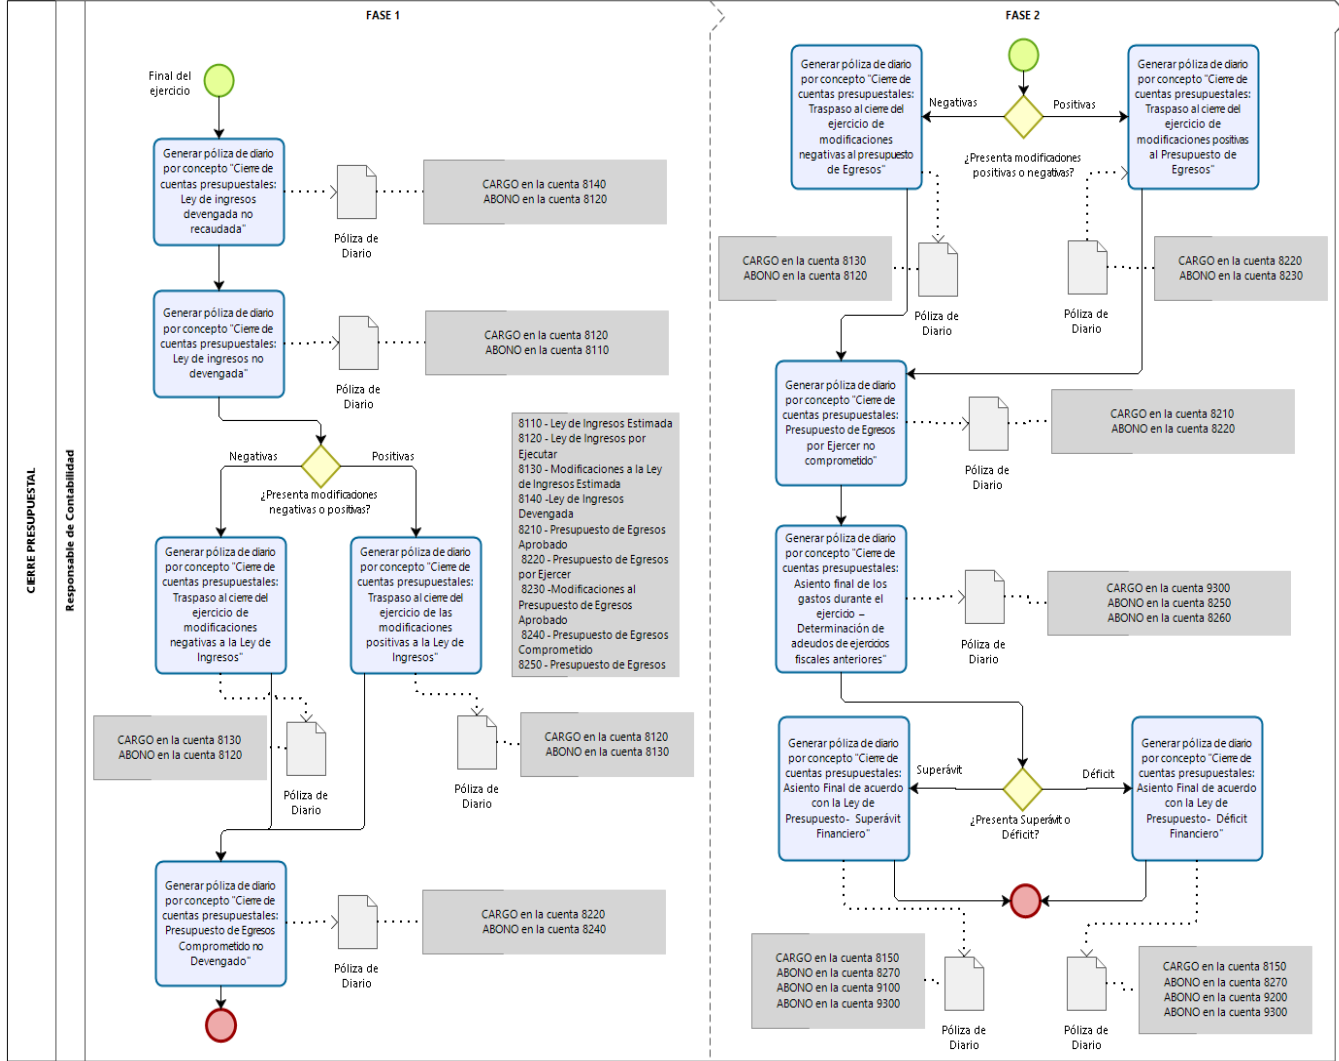 FASE 1
FASE 2
CIERRE PRESUPUESTAL
Responsable de Contabilidad
Final del
ejercicio
Generar póliza de diario
por concepto "Cierre de
cuentas presupuestales:
Ley de ingresos
devengada no
recaudada"
Póliza de
Diario
CARGO en la cuenta 8140
ABONO en la cuenta 8120
Generar póliza de diario
por concepto "Cierre de
cuentas presupuestales:
Ley de ingresos no
devengada"
Póliza de
Diario
CARGO en la cuenta 8120
ABONO en la cuenta 8110
Negativas
Positivas
¿Presenta modificaciones
negativas o positivas?
8110 - Ley de Ingresos Estimada
8120 - Ley de Ingresos por
Ejecutar
8130 - Modificaciones a la Ley
de Ingresos Estimada
8140 -Ley de Ingresos
Devengada
8210 - Presupuesto de Egresos
Aprobado
8220 - Presupuesto de Egresos
por Ejercer
8230 -Modificaciones al
Presupuesto de Egresos
Aprobado
8240 - Presupuesto de Egresos
Comprometido
8250 - Presupuesto de Egresos
Generar póliza de diario
por concepto "Cierre de
cuentas presupuestales:
Traspaso al cierre del
ejercicio de
modificaciones
negativas a la Ley de
Ingresos"
Generar póliza de diario
por concepto "Cierre de
cuentas presupuestales:
Traspaso al cierre del
ejercicio de las
modificaciones
positivas a la Ley de
Ingresos"
CARGO en la cuenta 8130
ABONO en la cuenta 8120
Póliza de
Diario
Póliza de
Diario
CARGO en la cuenta 8120
ABONO en la cuenta 8130
Generar póliza de diario
por concepto "Cierre de
cuentas presupuestales:
Presupuesto de Egresos
Comprometido no
Devengado"
Póliza de
Diario
CARGO en la cuenta 8220
ABONO en la cuenta 8240
Generar póliza de diario
por concepto "Cierre de
cuentas presupuestales:
Traspaso al cierre del
ejercicio de
modificaciones
negativas al presupuesto
de Egresos"
Negativas
Positivas
¿Presenta modificaciones
positivas o negativas?
Generar póliza de diario
por concepto "Cierre de
cuentas presupuestales:
Traspaso al cierre del
ejercicio de
modificaciones positivas
al Presupuesto de
Egresos"
CARGO en la cuenta 8130
ABONO en la cuenta 8120
Póliza de
Diario
Póliza de
Diario
CARGO en la cuenta 8220
ABONO en la cuenta 8230
Generar póliza de diario
por concepto "Cierre de
cuentas presupuestales:
Presupuesto de Egresos
por Ejercer no
comprometido"
Póliza de
Diario
CARGO en la cuenta 8210
ABONO en la cuenta 8220
Generar póliza de diario
por concepto "Cierre de
cuentas presupuestales:
Asiento final de los
gastos durante el
ejercicio –
Determinación de
adeudos de ejercicios
fiscales anteriores"
Póliza de
Diario
CARGO en la cuenta 9300
ABONO en la cuenta 8250
ABONO en la cuenta 8260
Generar póliza de diario
por concepto "Cierre de
cuentas presupuestales:
Asiento Final de acuerdo
con la Ley de
Presupuesto- Superávit
Financiero"
Superávit
Déficit
¿Presenta Superávit o
Déficit?
Generar póliza de diario
por concepto "Cierre de
cuentas presupuestales:
Asiento Final de acuerdo
con la Ley de
Presupuesto- Déficit
Financiero"
CARGO en la cuenta 8150
ABONO en la cuenta 8270
ABONO en la cuenta 9100
ABONO en la cuenta 9300
Póliza de
Diario
Póliza de
Diario
CARGO en la cuenta 8150
ABONO en la cuenta 8270
ABONO en la cuenta 9200
ABONO en la cuenta 9300